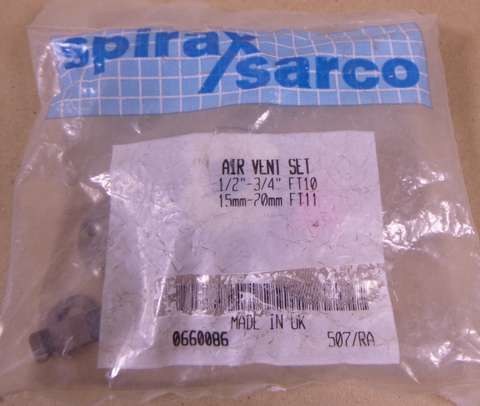 spirax
sarco
AIR VENT SET
1/2"-3/4" FT10
15mm-20mm FT11
MADE IN UK
0660086 507/RA